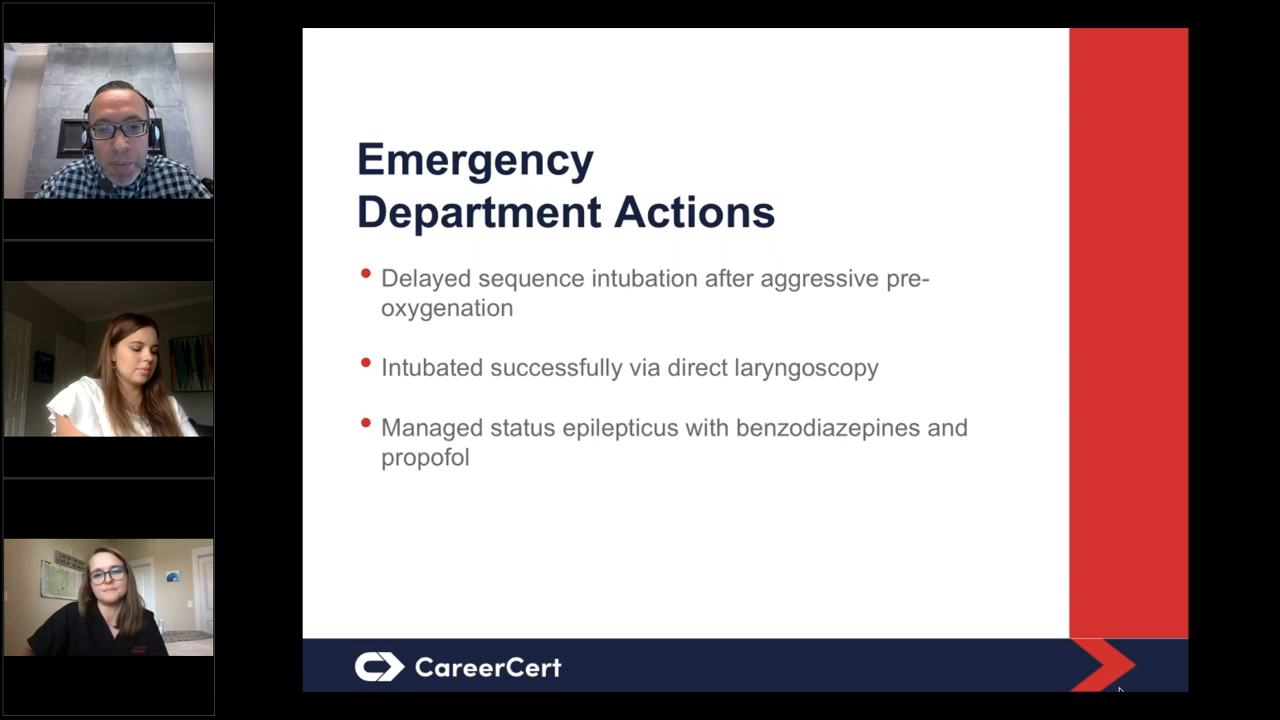 Emergency
Department Actions
• Delayed sequence intubation after aggressive pre-
oxygenation
• Intubated successfully via direct laryngoscopy
• Managed status epilepticus with benzodiazepines and
propofol
CareerCert